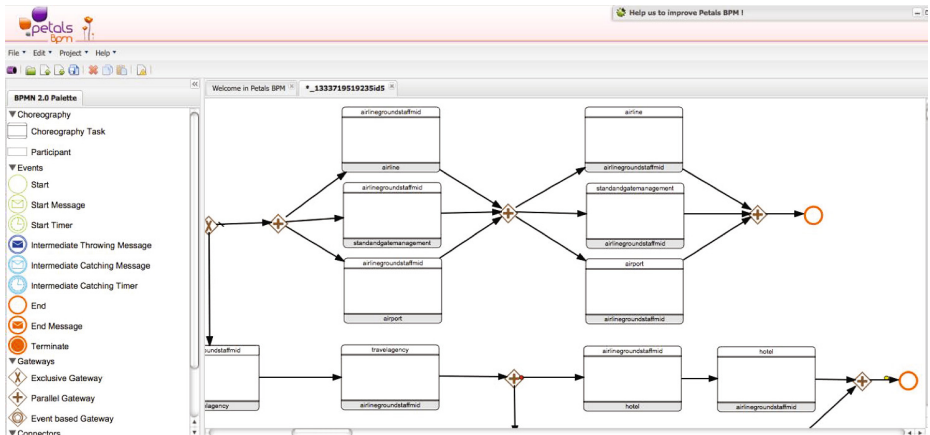 Help us to improve Petals BPM !
petals
Bpm
File Edit Project Help
Welcome in Petals BPM *_1333719519235id5
BPMN 2.0 Palette
Choreography
Choreography Task
Participant
Events
Start
Start Message
Start Timer
Intermediate Throwing Message
Intermediate Catching Message
Intermediate Catching Timer
End
End Message
Terminate
Gateways
Exclusive Gateway
Parallel Gateway
Event based Gateway
Connectors
airlinegroundstaffmid
airline
airline
airlinegroundstaffmid
airlinegroundstaffmid
standandgatemanagement
standandgatemanagement
airlinegroundstaffmid
airlinegroundstaffmid
airport
airport
airlinegroundstaffmid
oundstaffmid
elagency
travelagency
airlinegroundstaffmid
airlinegroundstaffmid
hotel
hotel
airlinegroundstaffmid